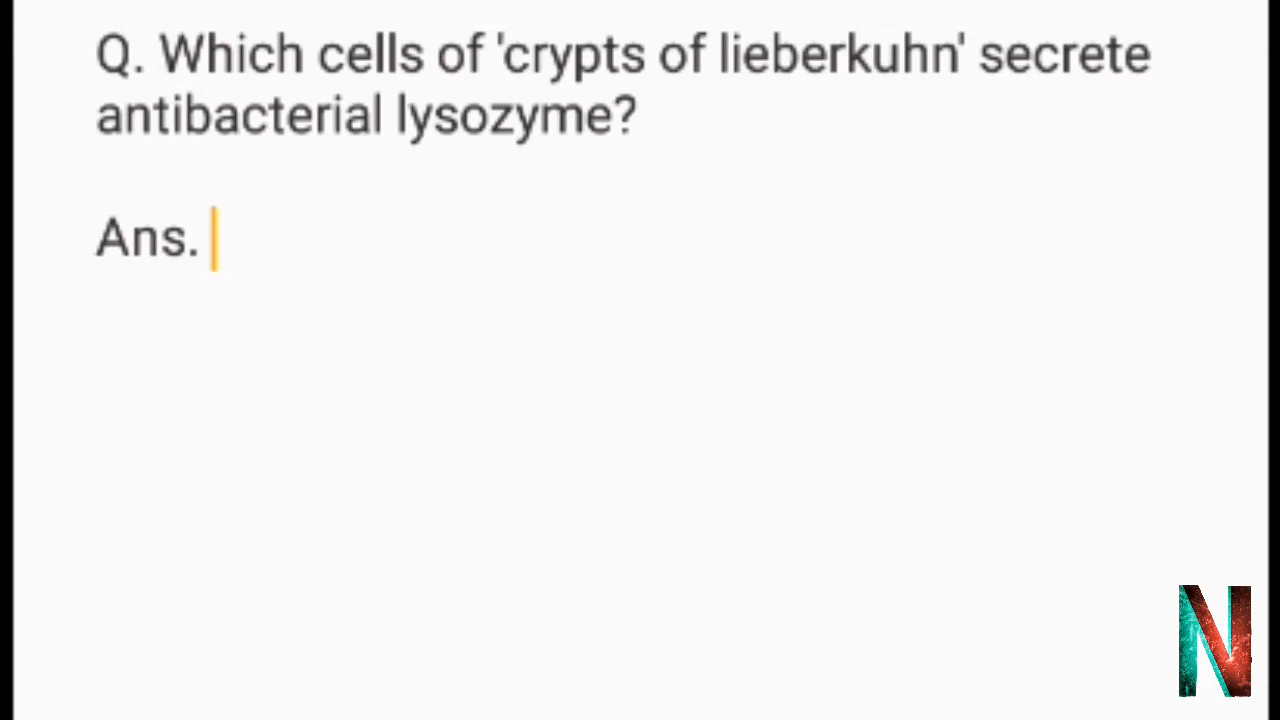 Q. Which cells of 'crypts of lieberkuhn' secrete
antibacterial lysozyme?
Ans.
N